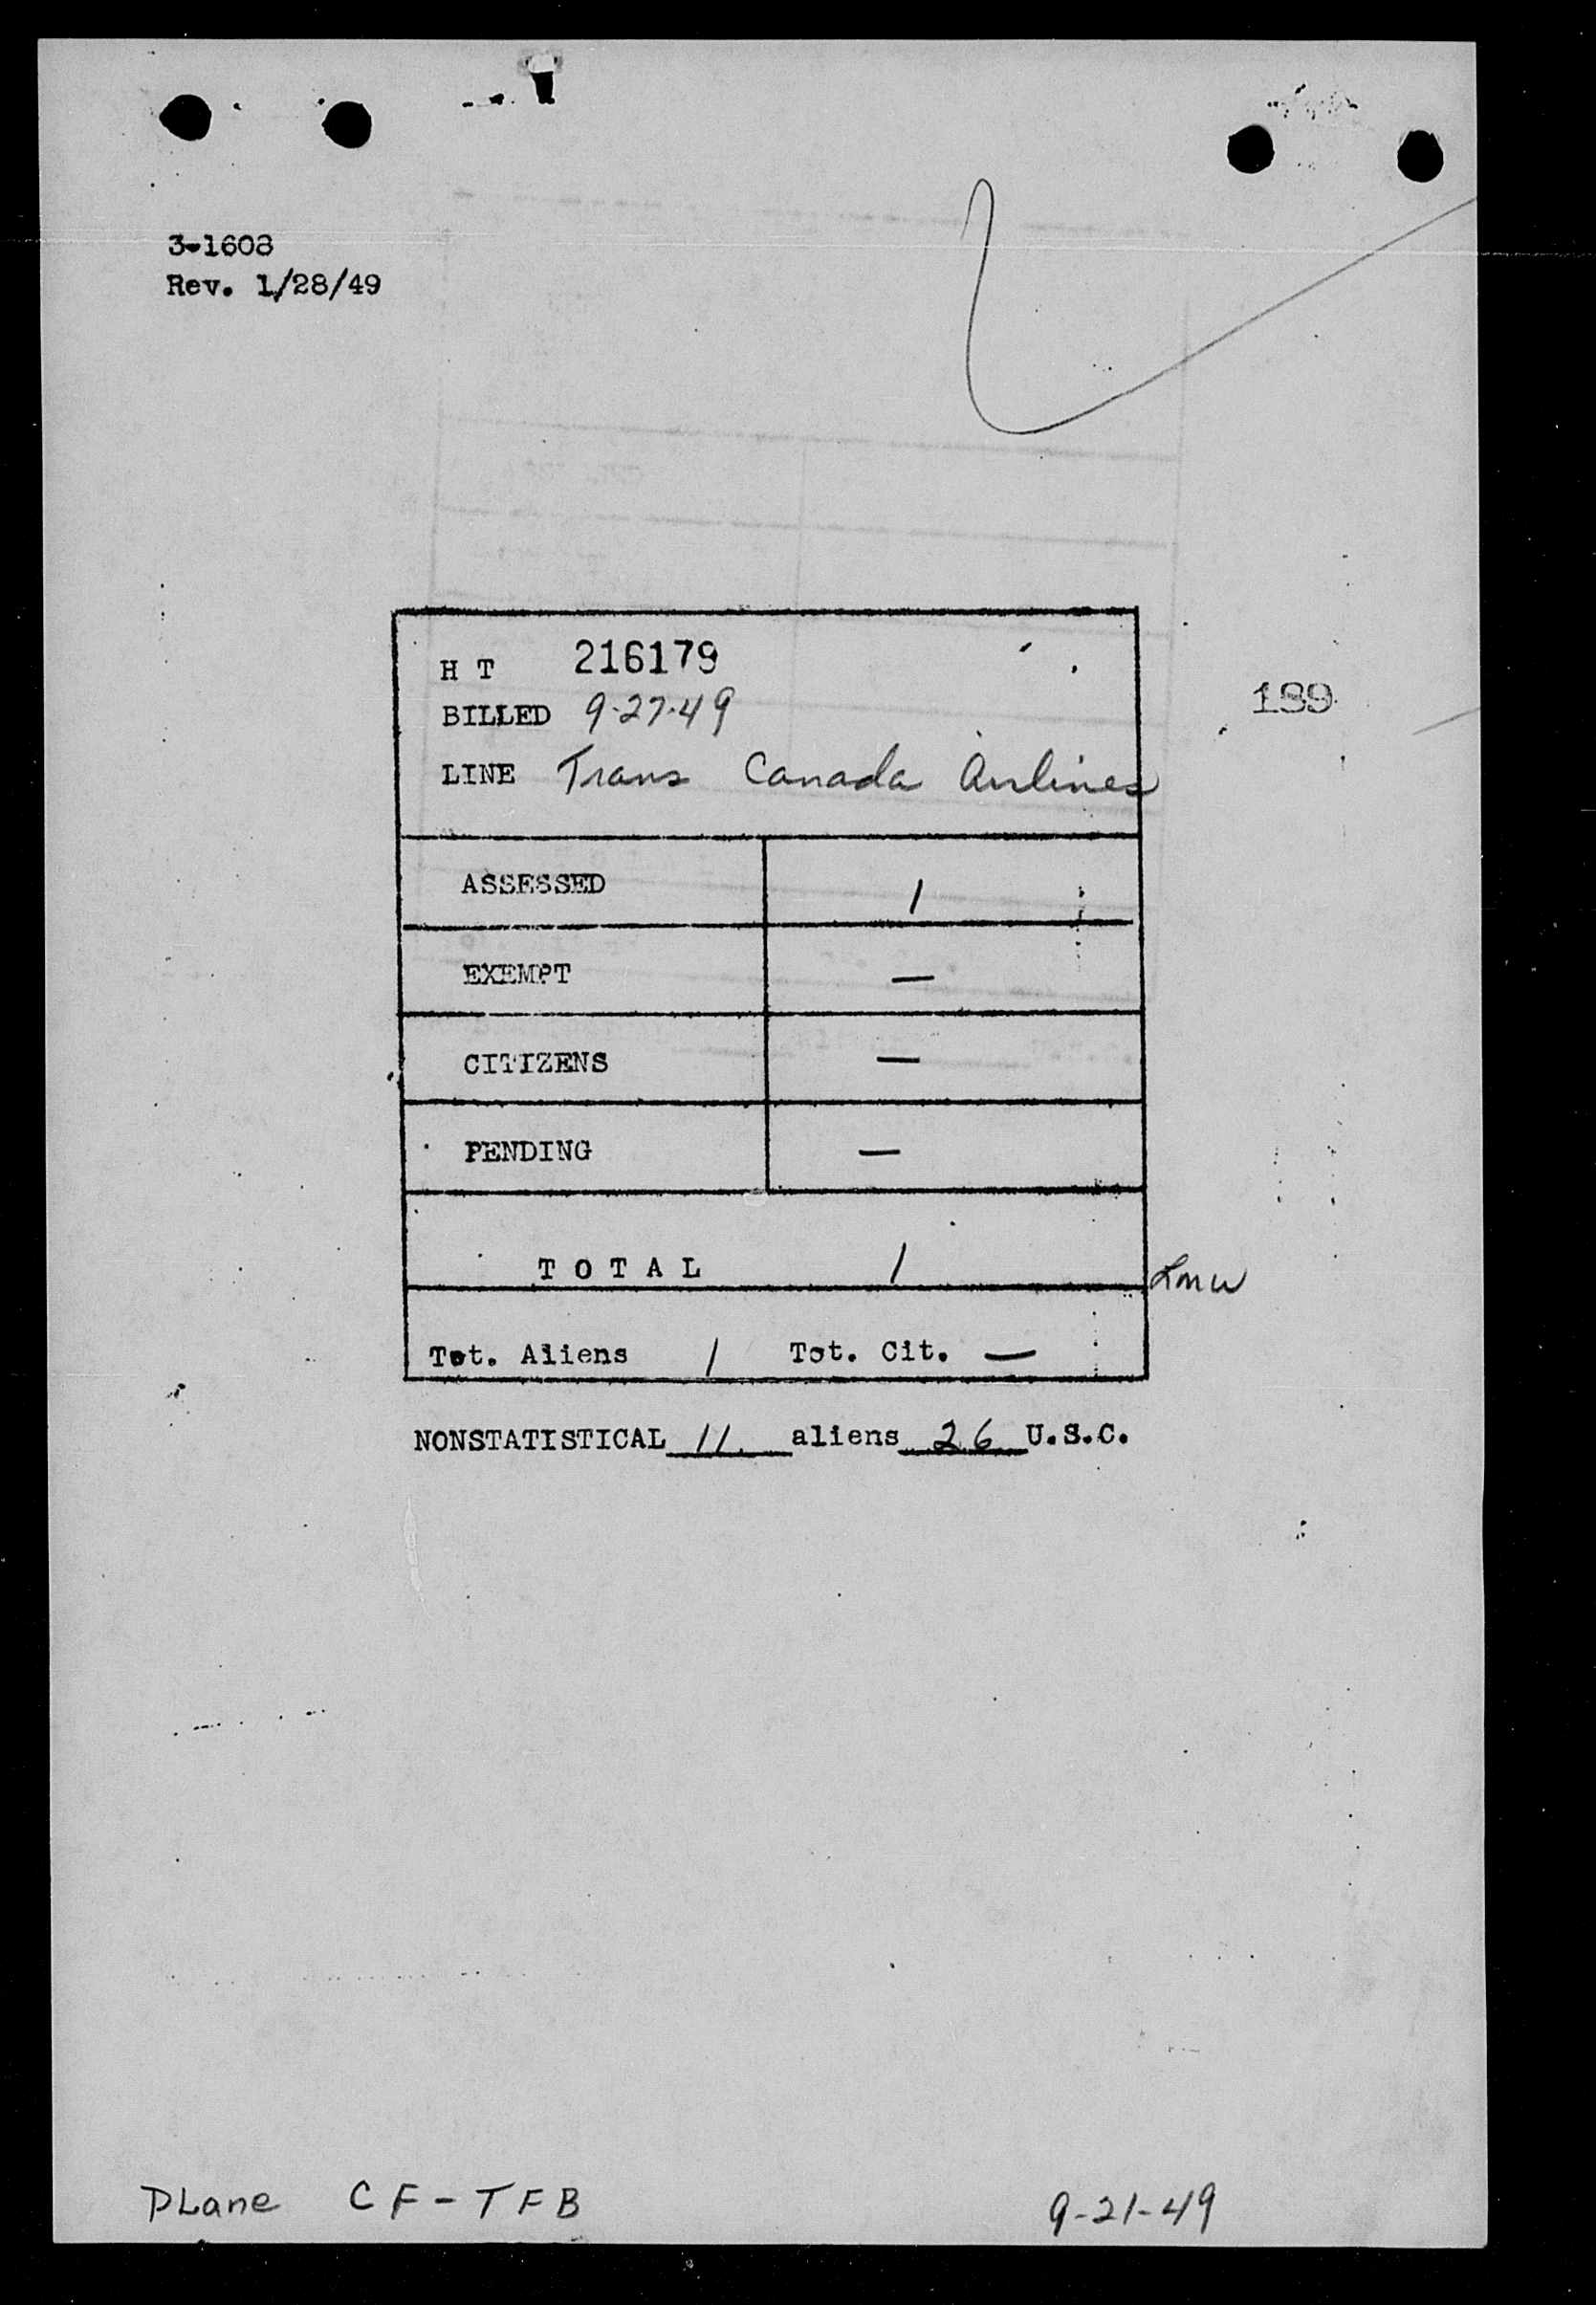 3-1608
Rev. 1/28/49
H T 216179
BILLED 9-27-49
189
LINE Trans Canada Airlines
ASSESSED 1
EXEMPT —
CITIZENS —
PENDING —
TOTAL 1
Lmw
Tot. Aliens 1 Tot. Cit. —
NONSTATISTICAL 11 aliens 26 U.S.C.
PLane CF-TFB 9-21-49